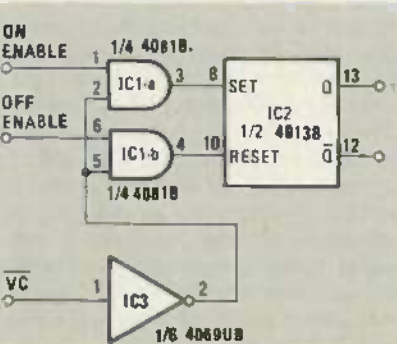 ON
ENABLE
1/4 4081B.
1
2
IC1-a
3
8
SET
Q
13
OFF
ENABLE
6
5
IC1-b
4
10
RESET
IC2
1/2 4013B
Q̅
12
1/4 4081B
V̅C̅
1
IC3
2
1/6 4069UB